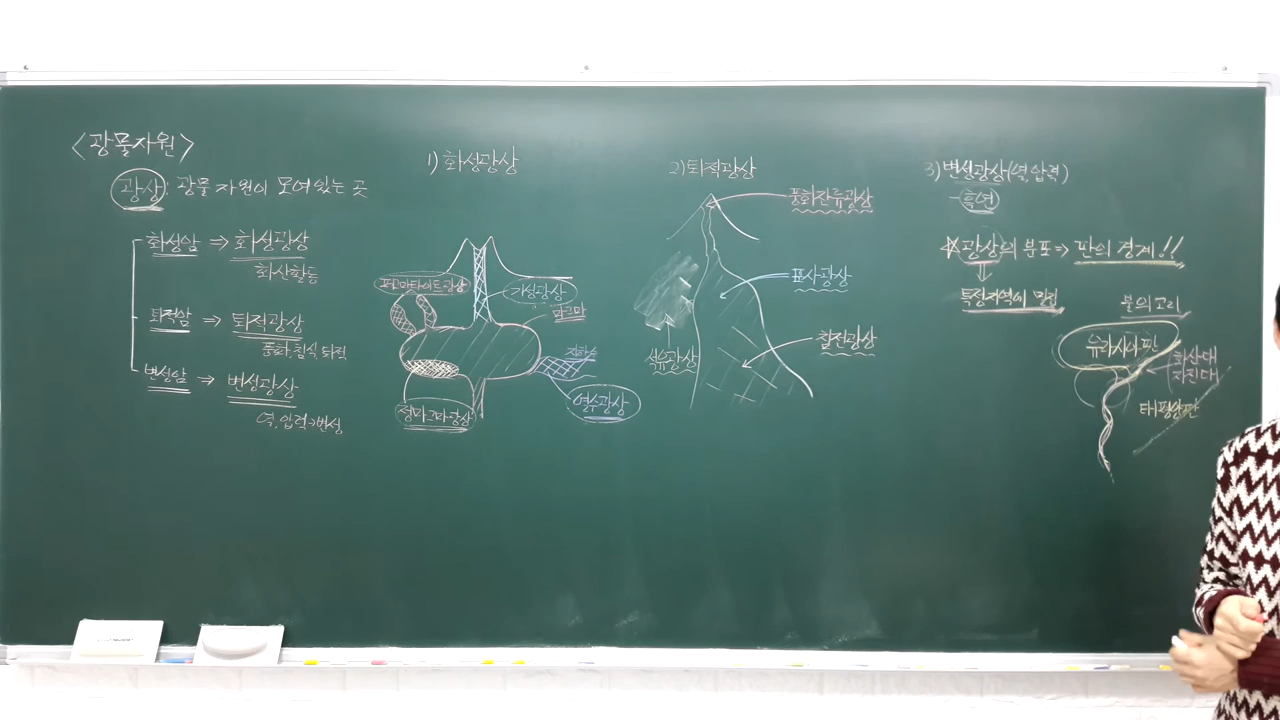 <광물자원>
광상 : 광물 자원이 모여있는 곳
화성암 ⇒ 화성광상
화산활동
퇴적암 ⇒ 퇴적광상
풍화, 침식, 퇴적
변성암 ⇒ 변성광상
열, 압력→변성
1) 화성광상
페그마타이트광상
기성광상
마그마
지하수
열수광상
정마그마광상
2) 퇴적광상
풍화잔류광상
표사광상
침전광상
석유광상
3) 변성광상(열,압력)
- 흑연
☆광상의 분포⇒ 판의 경계!!
⇓
특정지역에 밀집
불의고리
유라시아판
화산대
지진대
태평양판